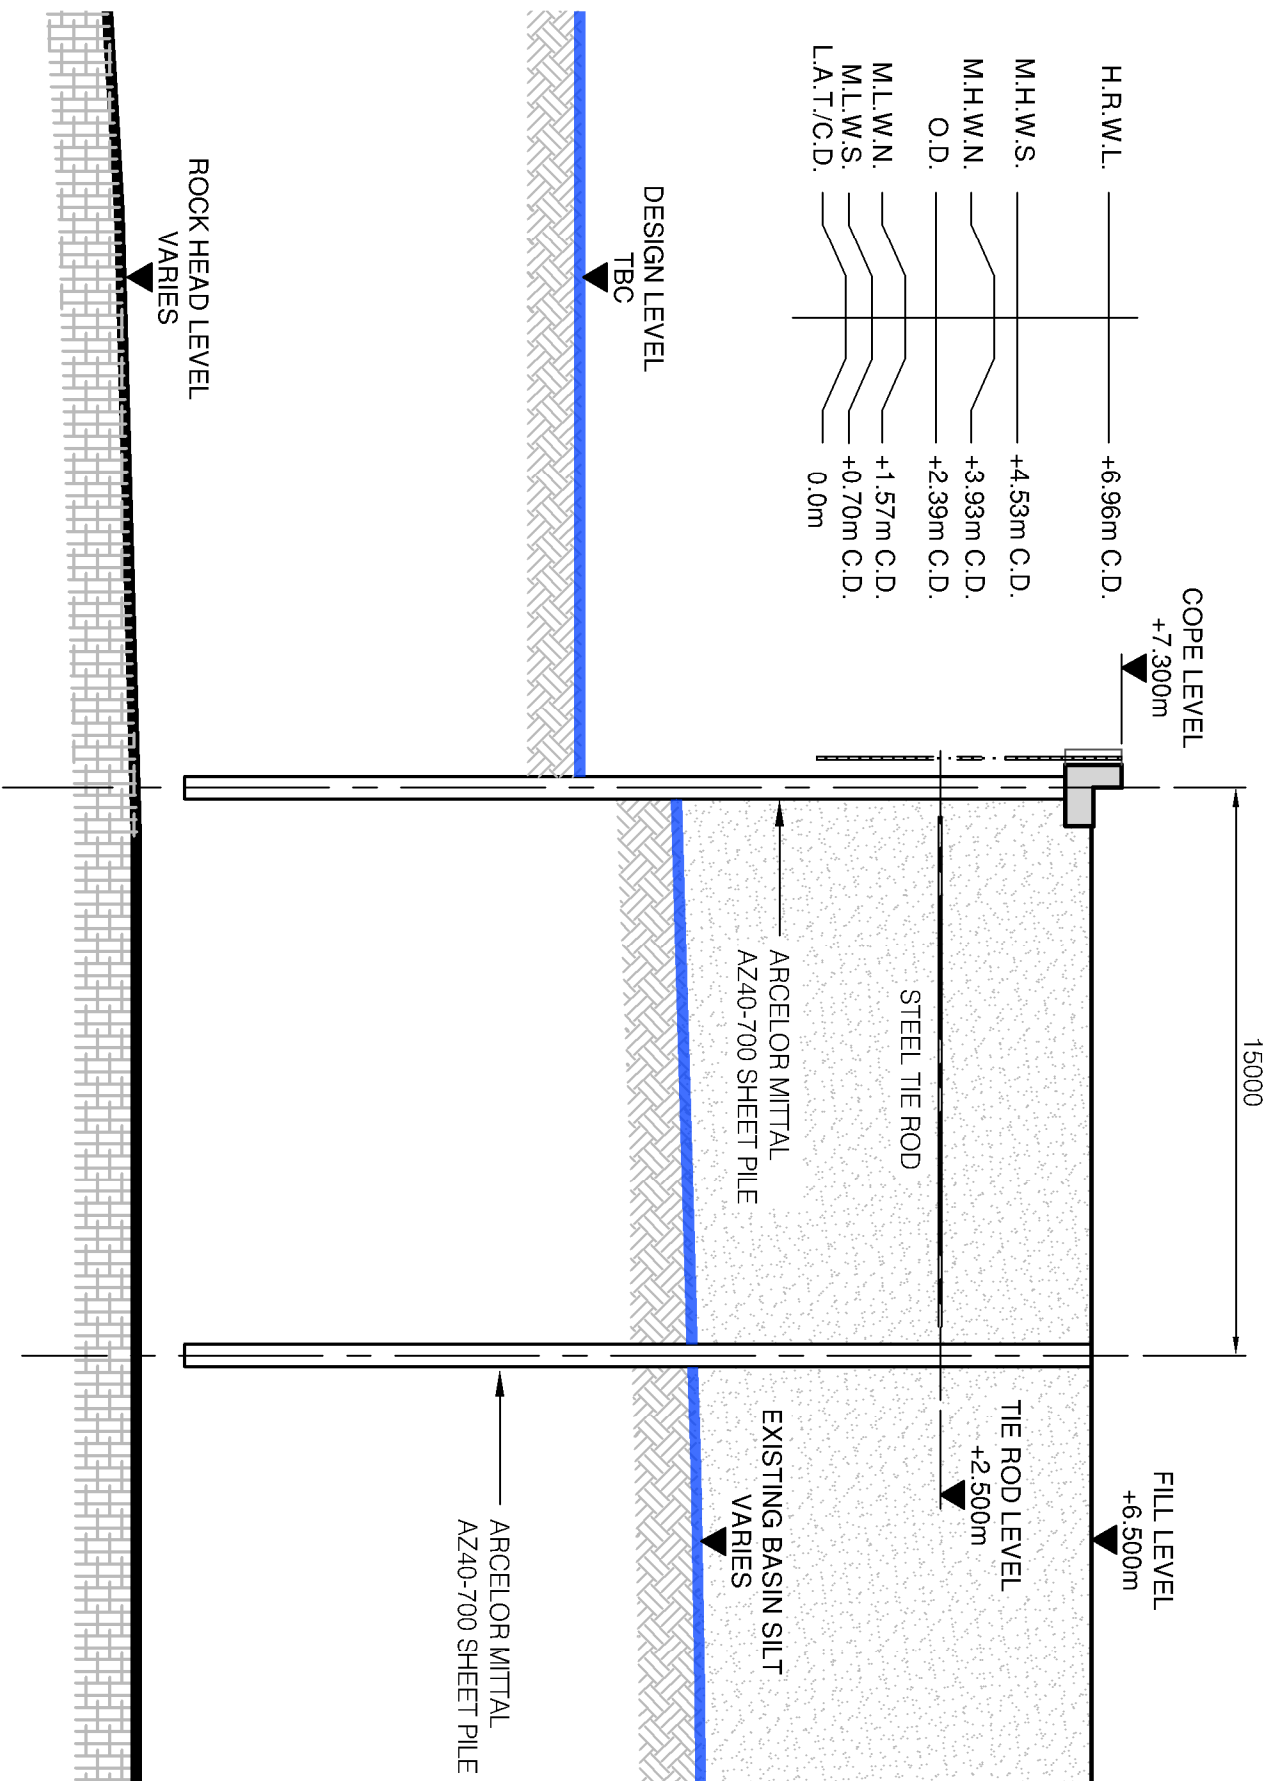 H.R.W.L. +6.96m C.D.
M.H.W.S. +4.53m C.D.
M.H.W.N. +3.93m C.D.
O.D. +2.39m C.D.
M.L.W.N. +1.57m C.D.
M.L.W.S. +0.70m C.D.
L.A.T./C.D. 0.0m
COPE LEVEL
+7.300m
15000
FILL LEVEL
+6.500m
TIE ROD LEVEL
+2.500m
STEEL TIE ROD
ARCELOR MITTAL
AZ40-700 SHEET PILE
EXISTING BASIN SILT
VARIES
DESIGN LEVEL
TBC
ARCELOR MITTAL
AZ40-700 SHEET PILE
ROCK HEAD LEVEL
VARIES